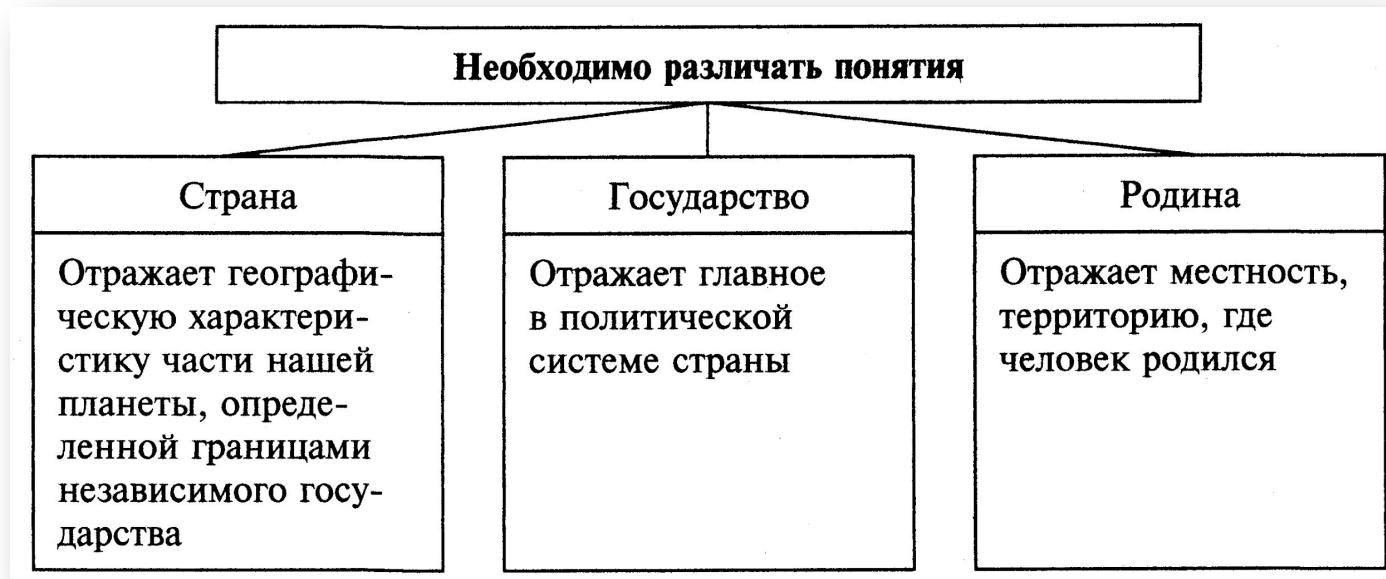 Необходимо различать понятия
Страна
Отражает географи-
ческую характери-
стику части нашей
планеты, опреде-
ленной границами
независимого госу-
дарства
Государство
Отражает главное
в политической
системе страны
Родина
Отражает местность,
территорию, где
человек родился